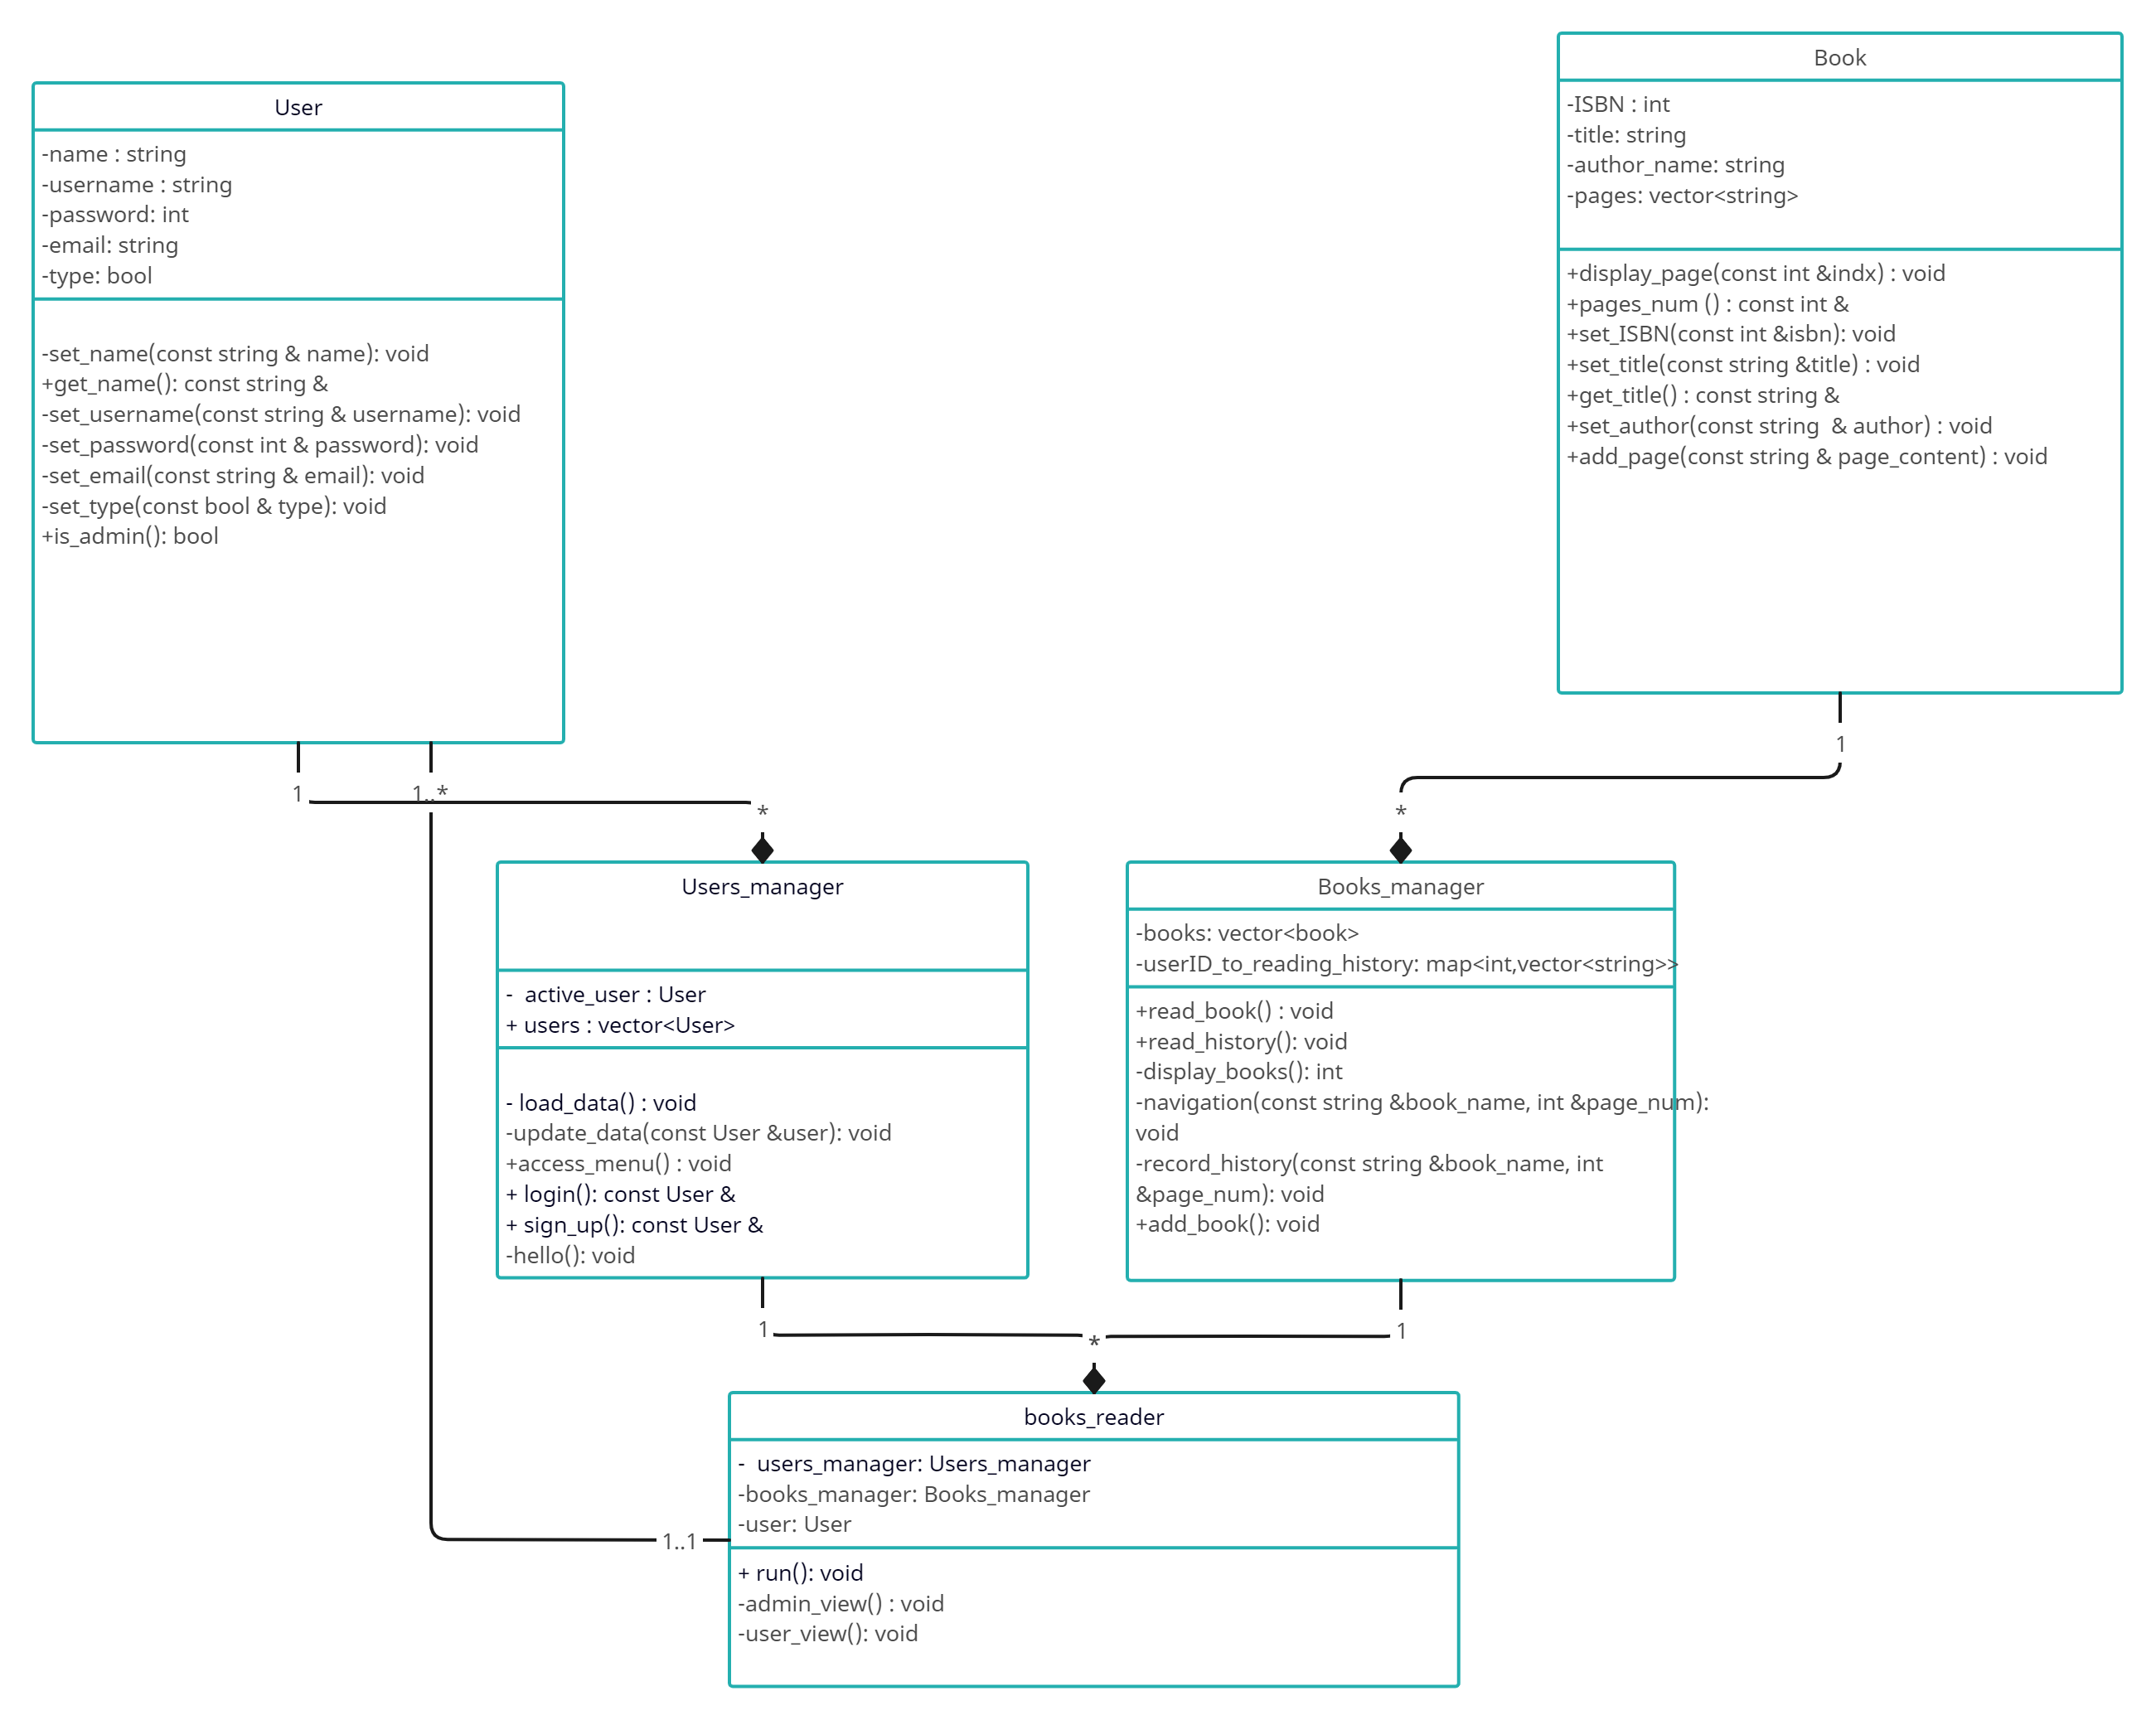 User
-name : string
-username : string
-password: int
-email: string
-type: bool
-set_name(const string & name): void
+get_name(): const string &
-set_username(const string & username): void
-set_password(const int & password): void
-set_email(const string & email): void
-set_type(const bool & type): void
+is_admin(): bool
Book
-ISBN : int
-title: string
-author_name: string
-pages: vector<string>
+display_page(const int &indx) : void
+pages_num () : const int &
+set_ISBN(const int &isbn): void
+set_title(const string &title) : void
+get_title() : const string &
+set_author(const string  & author) : void
+add_page(const string & page_content) : void
1
1..*
*
1
*
Users_manager
-  active_user : User
+ users : vector<User>
- load_data() : void
-update_data(const User &user): void
+access_menu() : void
+ login(): const User &
+ sign_up(): const User &
-hello(): void
Books_manager
-books: vector<book>
-userID_to_reading_history: map<int,vector<string>>
+read_book() : void
+read_history(): void
-display_books(): int
-navigation(const string &book_name, int &page_num):
void
-record_history(const string &book_name, int
&page_num): void
+add_book(): void
1
*
1
books_reader
-  users_manager: Users_manager
-books_manager: Books_manager
-user: User
1..1
+ run(): void
-admin_view() : void
-user_view(): void